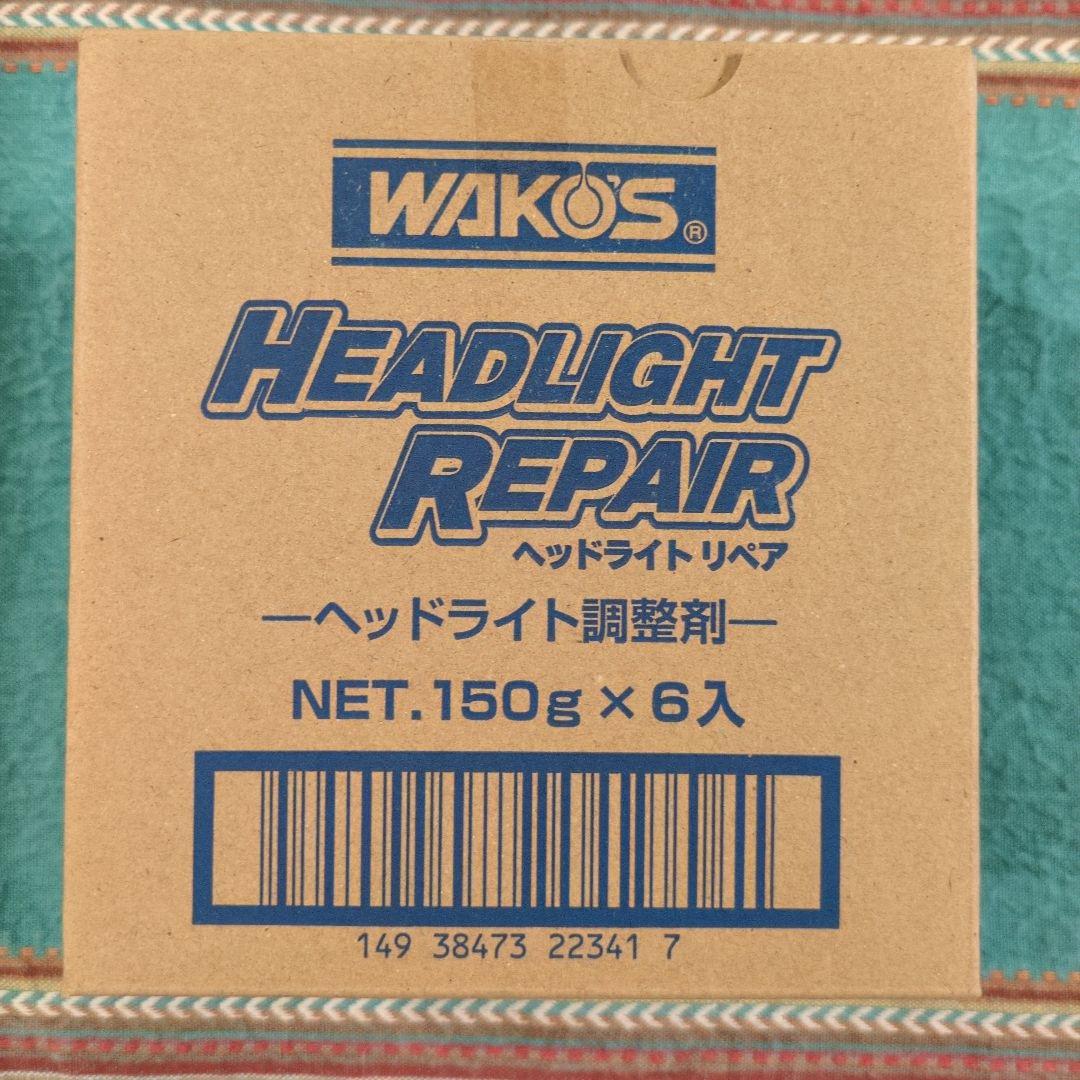 WAKO'S®
HEADLIGHT
REPAIR
ヘッドライト リペア
―ヘッドライト調整剤―
NET.150g×6入
149 38473 22341 7